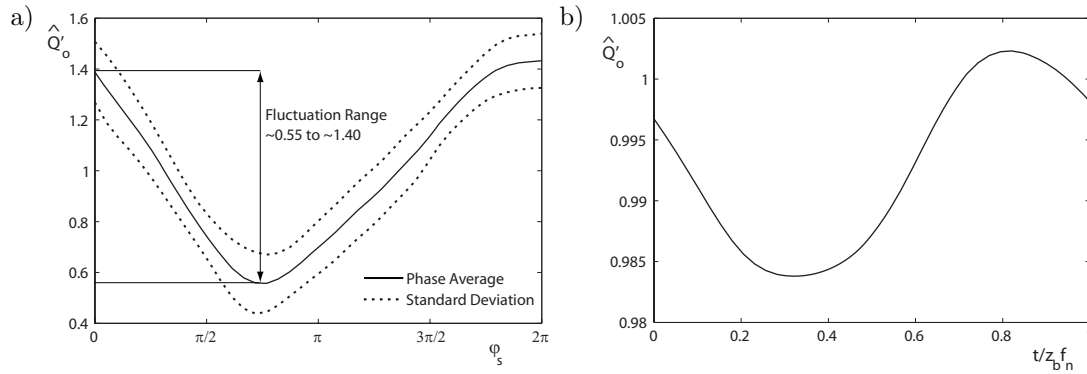 a)
Q̂'ₒ
1.6
1.4
1.2
1
0.8
0.6
0.4
0
π/2
π
3π/2
2π
φₛ
Fluctuation Range
~0.55 to ~1.40
Phase Average
Standard Deviation
b)
Q̂'ₒ
1.005
1
0.995
0.99
0.985
0.98
0
0.2
0.4
0.6
0.8
t/z_b f_n